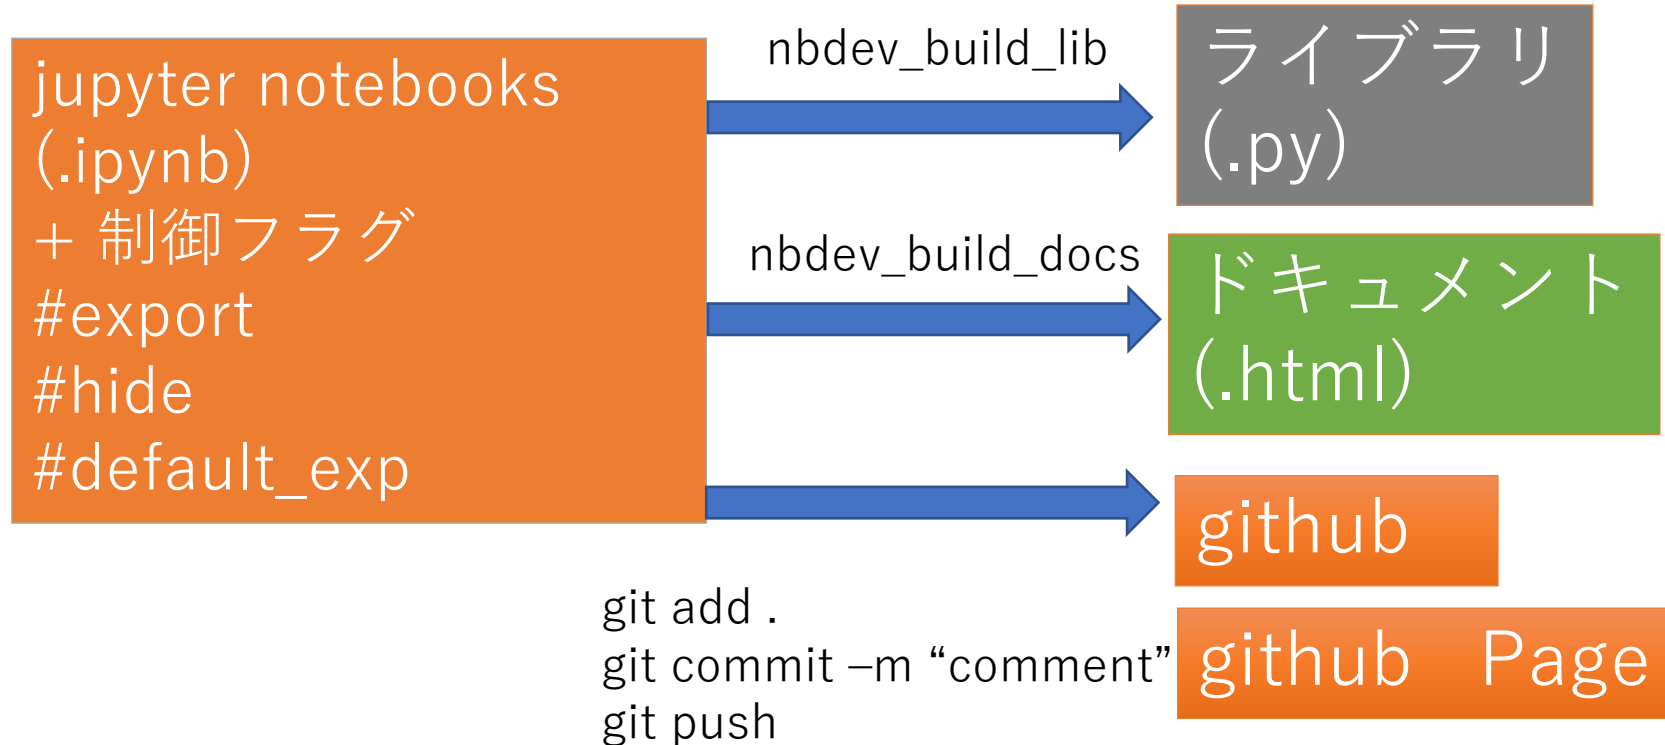 jupyter notebooks
(.ipynb)
+ 制御フラグ
#export
#hide
#default_exp
nbdev_build_lib
ライブラリ
(.py)
nbdev_build_docs
ドキュメント
(.html)
github
git add .
git commit –m “comment”
git push
github　Page